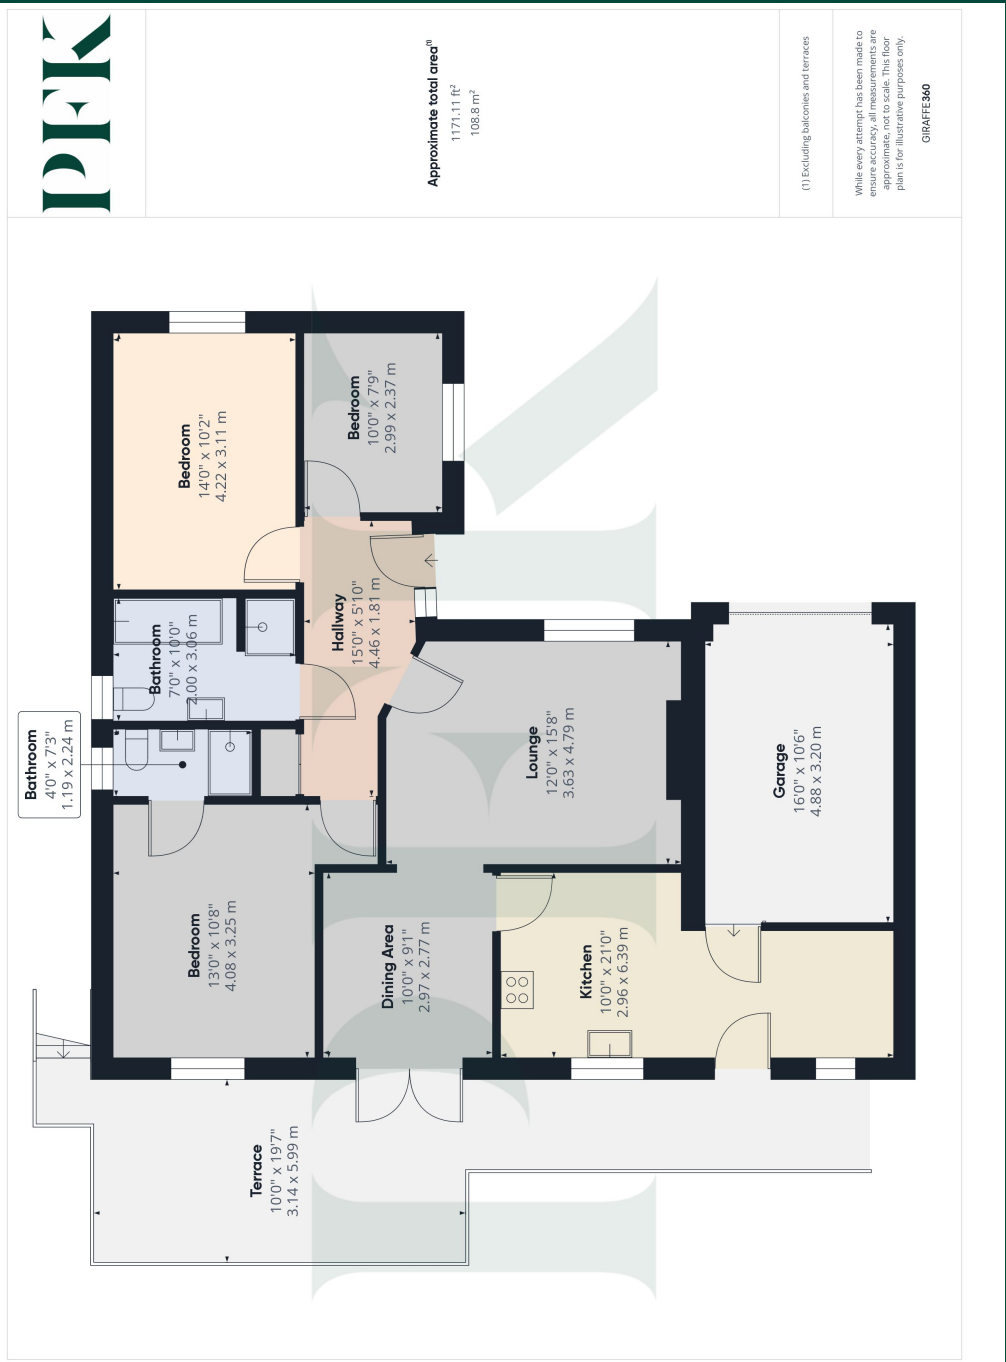 PFK
Approximate total area(1)
1171.11 ft²
108.8 m²
(1) Excluding balconies and terraces
While every attempt has been made to
ensure accuracy, all measurements are
approximate, not to scale. This floor
plan is for illustrative purposes only.
GIRAFFE360
Bathroom
4'0" x 7'3"
1.19 x 2.24 m
Bathroom
7'0" x 10'0"
2.00 x 3.06 m
Bedroom
14'0" x 10'2"
4.22 x 3.11 m
Bedroom
13'0" x 10'8"
4.08 x 3.25 m
Hallway
15'0" x 5'10"
4.46 x 1.81 m
Bedroom
10'0" x 7'9"
2.99 x 2.37 m
Terrace
10'0" x 19'7"
3.14 x 5.99 m
Dining Area
10'0" x 9'1"
2.97 x 2.77 m
Lounge
12'0" x 15'8"
3.63 x 4.79 m
Kitchen
10'0" x 21'0"
2.96 x 6.39 m
Garage
16'0" x 10'6"
4.88 x 3.20 m
PFK